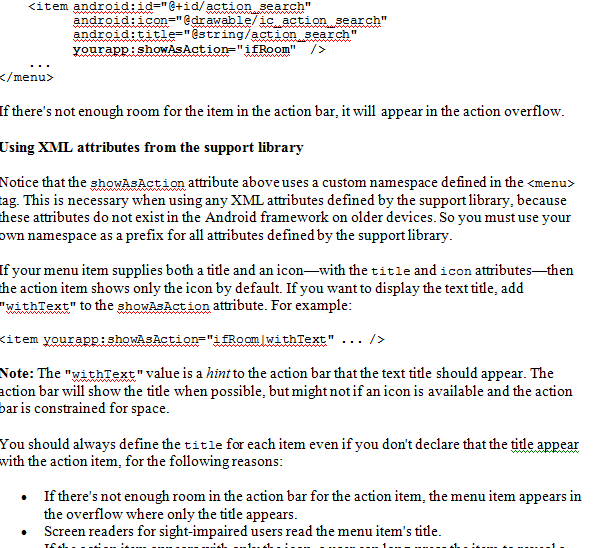 <item android:id="@+id/action_search"
android:icon="@drawable/ic_action_search"
android:title="@string/action_search"
yourapp:showAsAction="ifRoom" />
...
</menu>
If there's not enough room for the item in the action bar, it will appear in the action overflow.
Using XML attributes from the support library
Notice that the showAsAction attribute above uses a custom namespace defined in the <menu>
tag. This is necessary when using any XML attributes defined by the support library, because
these attributes do not exist in the Android framework on older devices. So you must use your
own namespace as a prefix for all attributes defined by the support library.
If your menu item supplies both a title and an icon—with the title and icon attributes—then
the action item shows only the icon by default. If you want to display the text title, add
"withText" to the showAsAction attribute. For example:
<item yourapp:showAsAction="ifRoom|withText" ... />
Note: The "withText" value is a hint to the action bar that the text title should appear. The
action bar will show the title when possible, but might not if an icon is available and the action
bar is constrained for space.
You should always define the title for each item even if you don't declare that the title appear
with the action item, for the following reasons:
• If there's not enough room in the action bar for the action item, the menu item appears in
the overflow where only the title appears.
• Screen readers for sight-impaired users read the menu item's title.